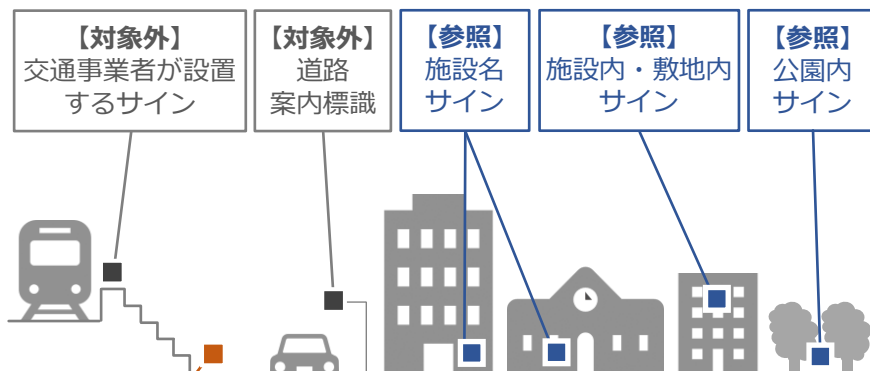 【対象外】
交通事業者が設置
するサイン
【対象外】
道路
案内標識
【参照】
施設名
サイン
【参照】
施設内・敷地内
サイン
【参照】
公園内
サイン